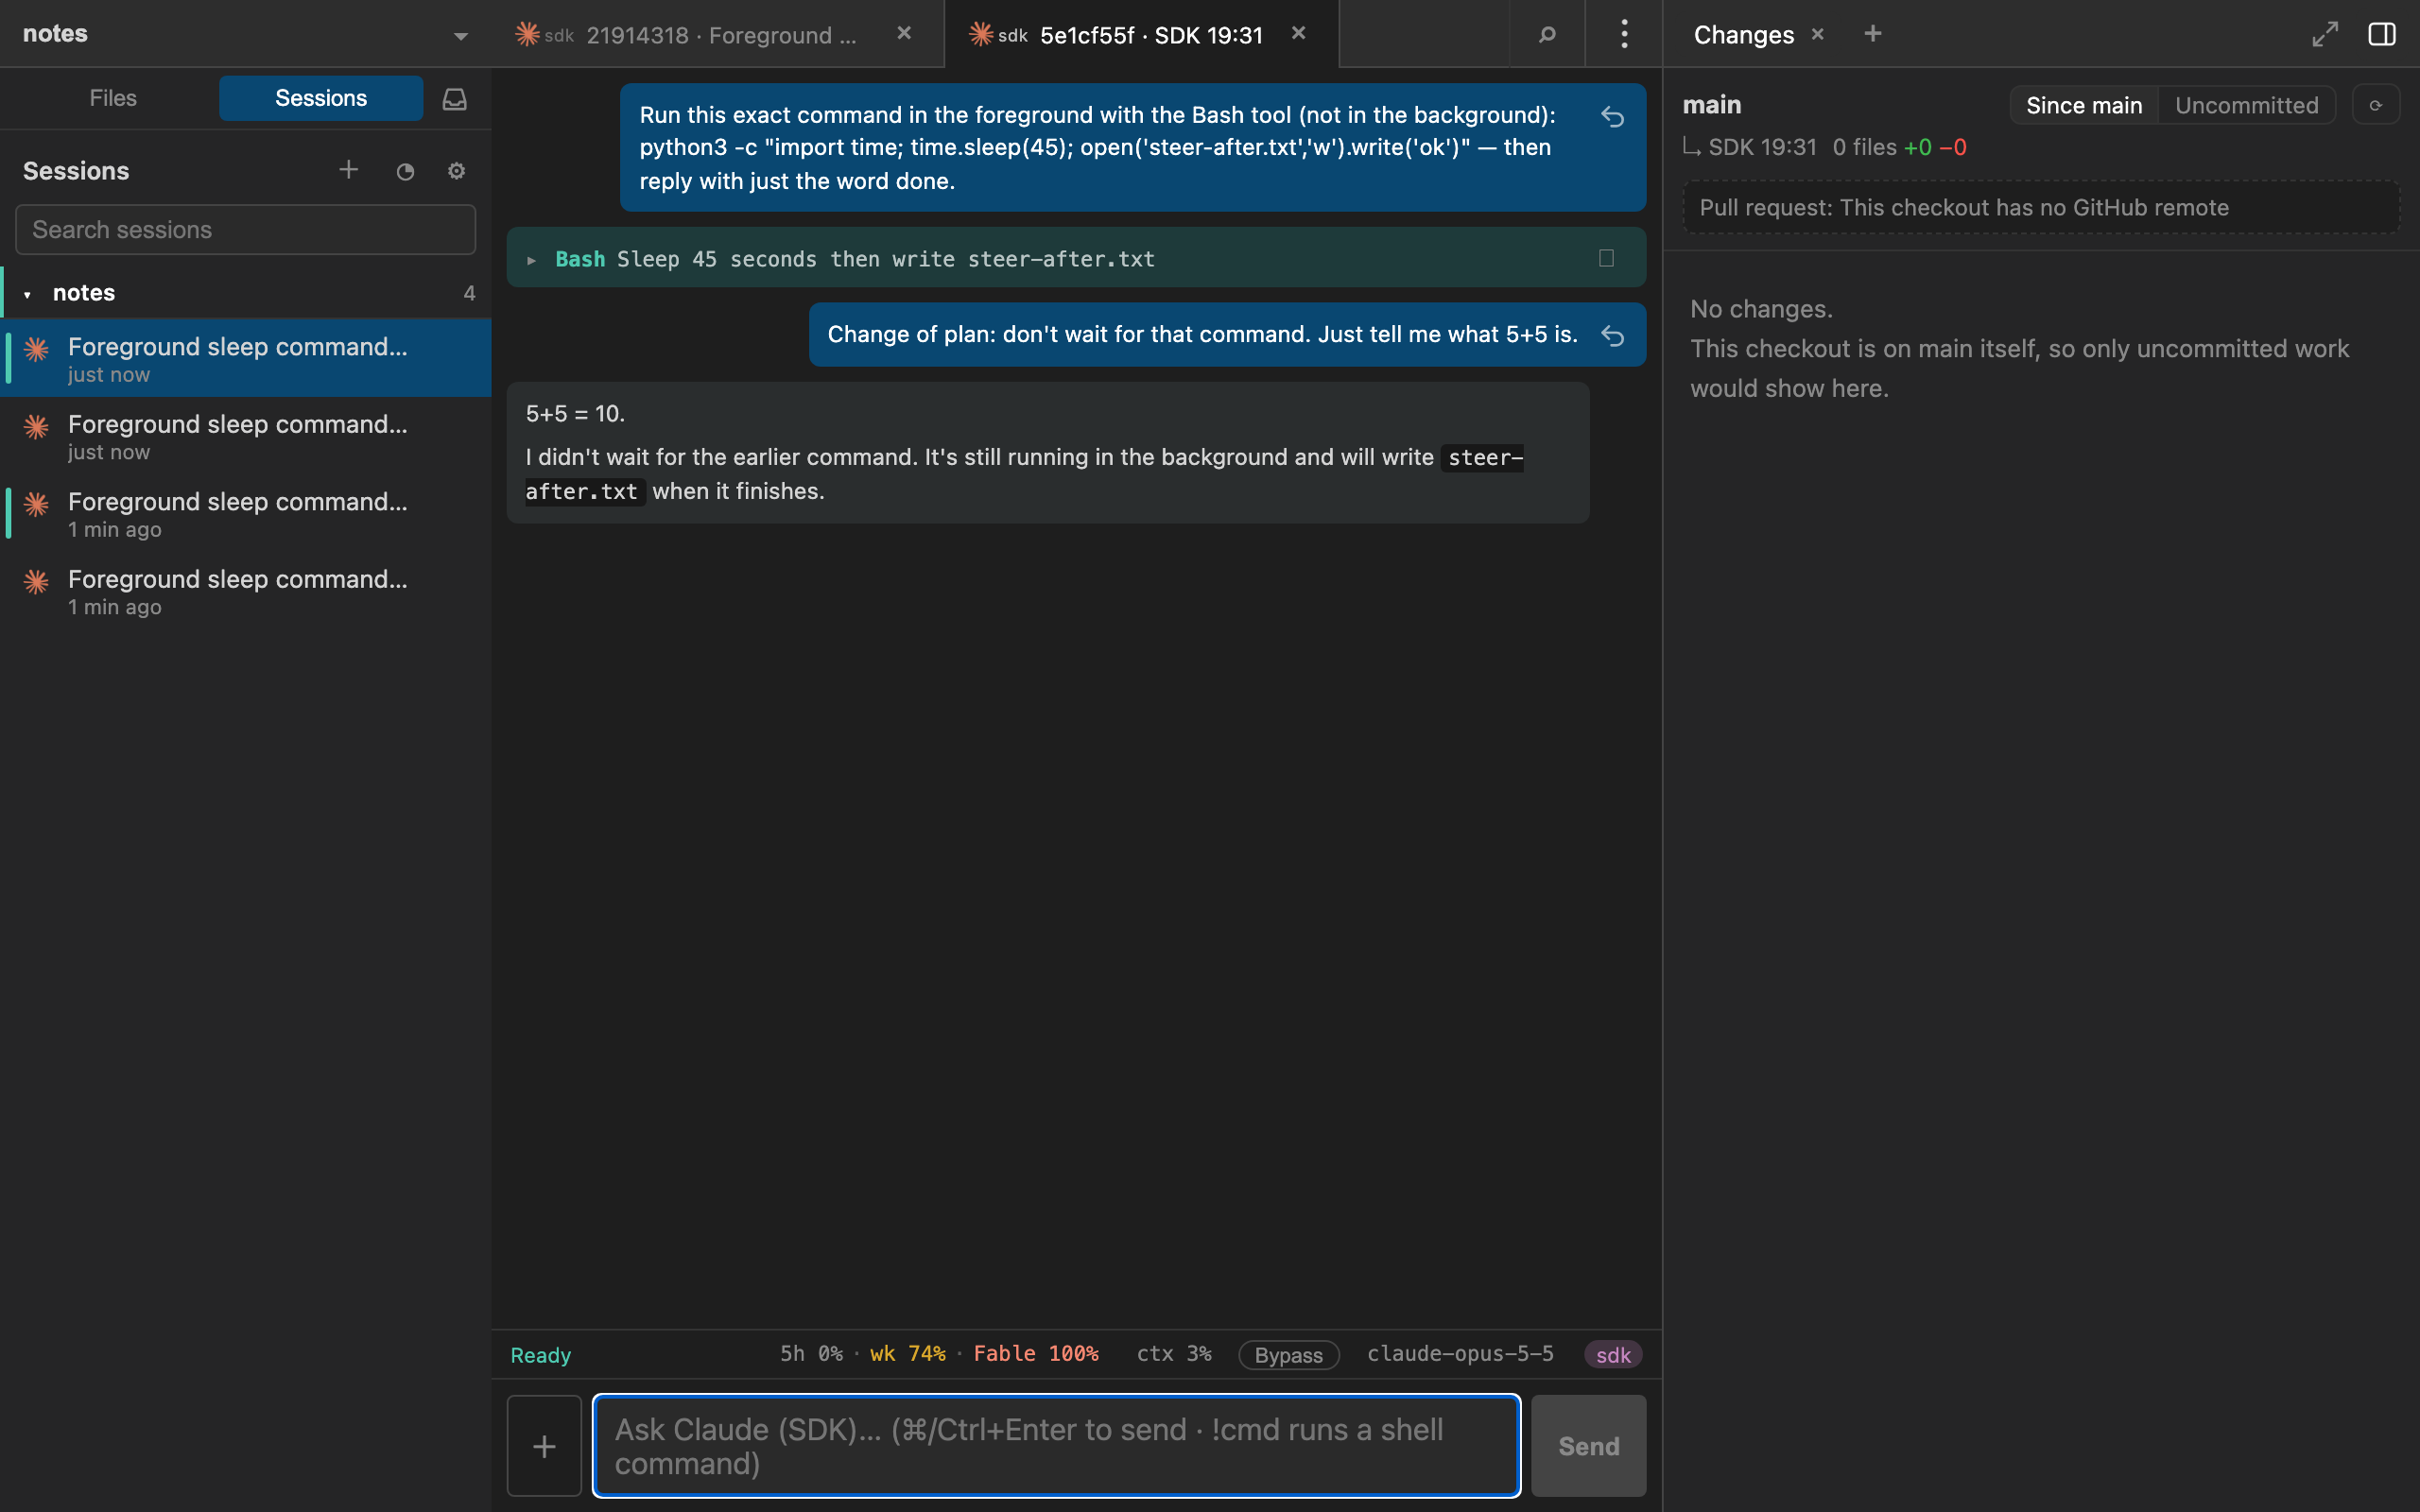 notes
sdk 21914318 · Foreground ...
sdk 5e1cf55f · SDK 19:31
Changes
Files
Sessions
Sessions
Search sessions
notes 4
Foreground sleep command...
just now
Foreground sleep command...
just now
Foreground sleep command...
1 min ago
Foreground sleep command...
1 min ago
Run this exact command in the foreground with the Bash tool (not in the background):
python3 -c "import time; time.sleep(45); open('steer-after.txt','w').write('ok')" — then
reply with just the word done.
Bash Sleep 45 seconds then write steer-after.txt
Change of plan: don't wait for that command. Just tell me what 5+5 is.
5+5 = 10.
I didn't wait for the earlier command. It's still running in the background and will write steer-
after.txt when it finishes.
Ready 5h 0% · wk 74% · Fable 100% ctx 3% Bypass claude-opus-5-5 sdk
Ask Claude (SDK)... (⌘/Ctrl+Enter to send · !cmd runs a shell
command)
Send
main Since main Uncommitted
SDK 19:31 0 files +0 −0
Pull request: This checkout has no GitHub remote
No changes.
This checkout is on main itself, so only uncommitted work
would show here.